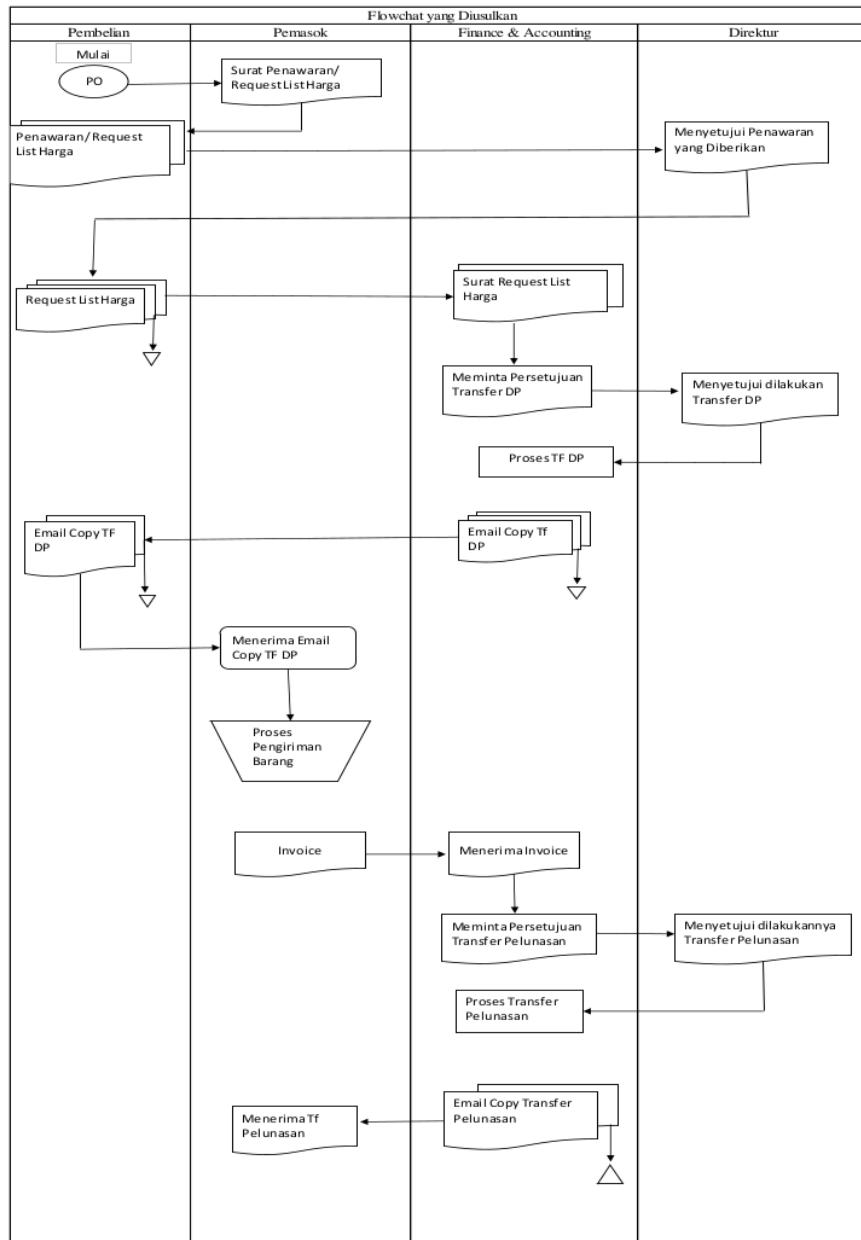 Flowchat yang Diusulkan
Pembelian
Pemasok
Finance & Accounting
Direktur
Mulai
PO
Surat Penawaran/
Request List Harga
Penawaran/ Request
List Harga
Menyetujui Penawaran
yang Diberikan
Request List Harga
Surat Request List
Harga
Meminta Persetujuan
Transfer DP
Menyetujui dilakukan
Transfer DP
Proses TF DP
Email Copy TF
DP
Email Copy Tf
DP
Menerima Email
Copy TF DP
Proses
Pengiriman
Barang
Invoice
Menerima Invoice
Meminta Persetujuan
Transfer Pelunasan
Menyetujui dilakukannya
Transfer Pelunasan
Proses Transfer
Pelunasan
Email Copy Transfer
Pelunasan
Menerima Tf
Pelunasan